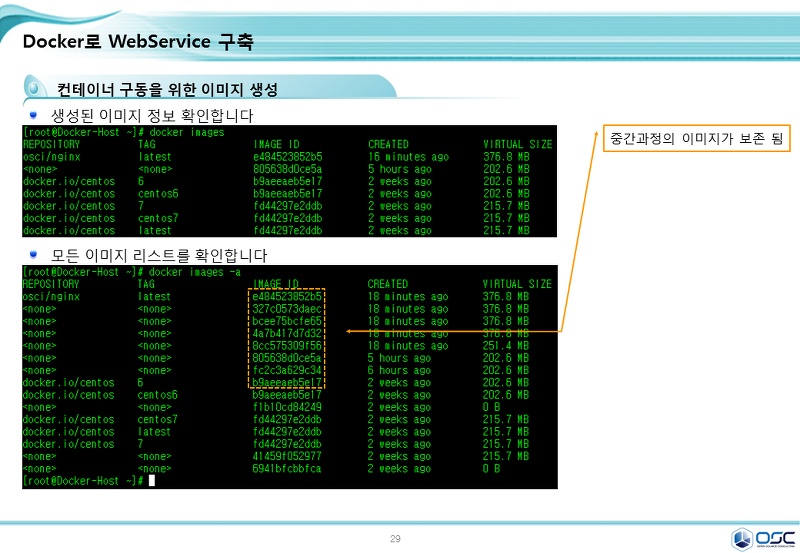 Docker로 WebService 구축
컨테이너 구동을 위한 이미지 생성
생성된 이미지 정보 확인합니다
[root@Docker-Host ~]# docker images
REPOSITORY TAG IMAGE ID CREATED VIRTUAL SIZE
osci/nginx latest e484523852b5 16 minutes ago 376.8 MB
<none> <none> 805638d0ce5a 5 hours ago 202.6 MB
docker.io/centos 6 b9aeeaeb5e17 2 weeks ago 202.6 MB
docker.io/centos centos6 b9aeeaeb5e17 2 weeks ago 202.6 MB
docker.io/centos 7 fd44297e2ddb 2 weeks ago 215.7 MB
docker.io/centos centos7 fd44297e2ddb 2 weeks ago 215.7 MB
docker.io/centos latest fd44297e2ddb 2 weeks ago 215.7 MB
중간과정의 이미지가 보존 됨
모든 이미지 리스트를 확인합니다
[root@Docker-Host ~]# docker images -a
REPOSITORY TAG IMAGE ID CREATED VIRTUAL SIZE
osci/nginx latest e484523852b5 18 minutes ago 376.8 MB
<none> <none> 327c0573daec 18 minutes ago 376.8 MB
<none> <none> bcee75bcfe65 18 minutes ago 376.8 MB
<none> <none> 4a7b417d7d32 18 minutes ago 376.8 MB
<none> <none> 8cc575309f56 18 minutes ago 251.4 MB
<none> <none> 805638d0ce5a 5 hours ago 202.6 MB
<none> <none> fc2c3a629c34 6 hours ago 202.6 MB
docker.io/centos 6 b9aeeaeb5e17 2 weeks ago 202.6 MB
docker.io/centos centos6 b9aeeaeb5e17 2 weeks ago 202.6 MB
<none> <none> f1b10cd84249 2 weeks ago 0 B
docker.io/centos centos7 fd44297e2ddb 2 weeks ago 215.7 MB
docker.io/centos latest fd44297e2ddb 2 weeks ago 215.7 MB
docker.io/centos 7 fd44297e2ddb 2 weeks ago 215.7 MB
<none> <none> 41459f052977 2 weeks ago 215.7 MB
<none> <none> 6941bfcbbfca 2 weeks ago 0 B
[root@Docker-Host ~]#
29
OSC